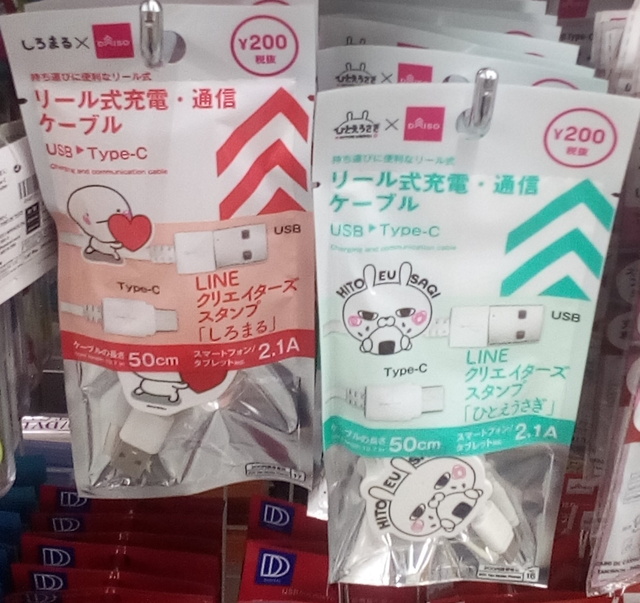 しろまる×DAISO
¥200
税抜
持ち運びに便利なリール式
リール式充電・通信
ケーブル
USB▶Type-C
Charging and communication cable
USB
Type-C
LINE
クリエイターズ
スタンプ
「しろまる」
ケーブルの長さ
50cm
スマートフォン/
タブレット対応
2.1A
ひとえうさぎ×DAISO
¥200
税抜
持ち運びに便利なリール式
リール式充電・通信
ケーブル
USB▶Type-C
Charging and communication cable
HITOEUSAGI
USB
Type-C
LINE
クリエイターズ
スタンプ
「ひとえうさぎ」
ケーブルの長さ
50cm
スマートフォン/
タブレット対応
2.1A
HITOEUSAGI
D
D
D
D
D
D